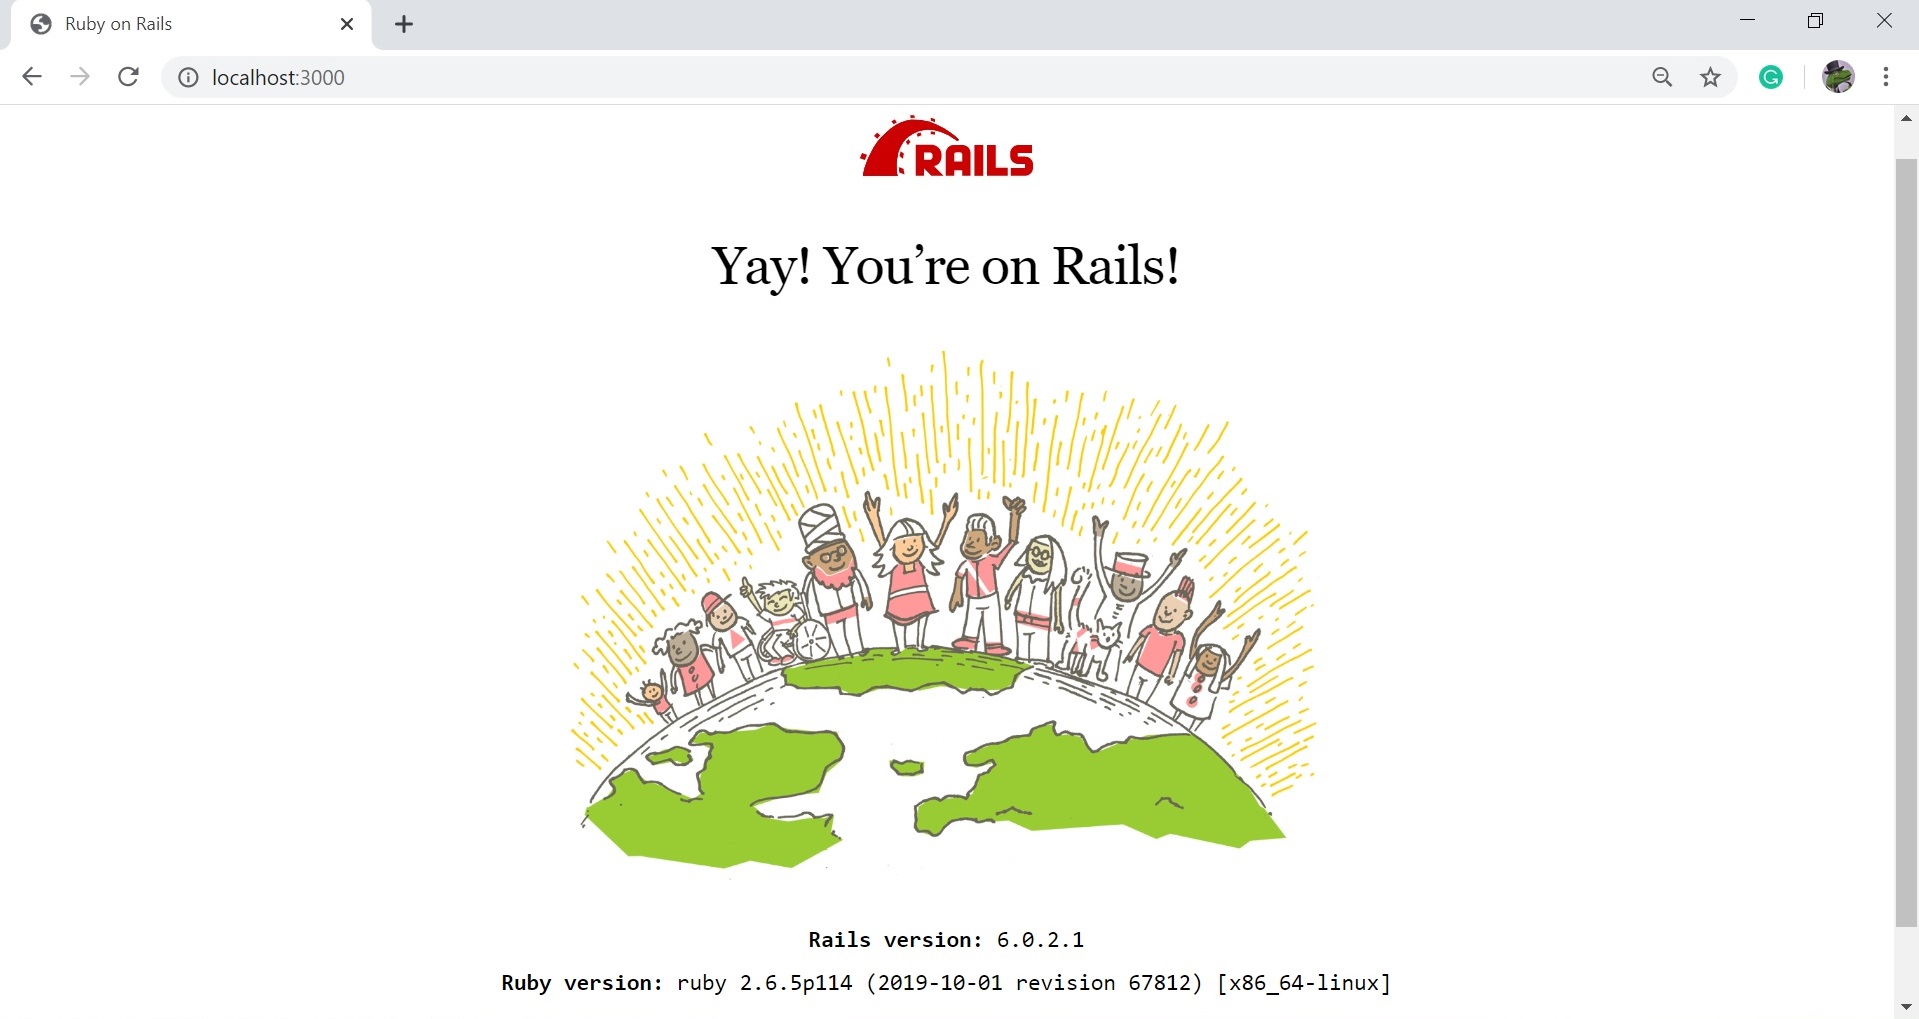 Ruby on Rails
localhost:3000
RAILS
Yay! You’re on Rails!
Rails version: 6.0.2.1
Ruby version: ruby 2.6.5p114 (2019-10-01 revision 67812) [x86_64-linux]